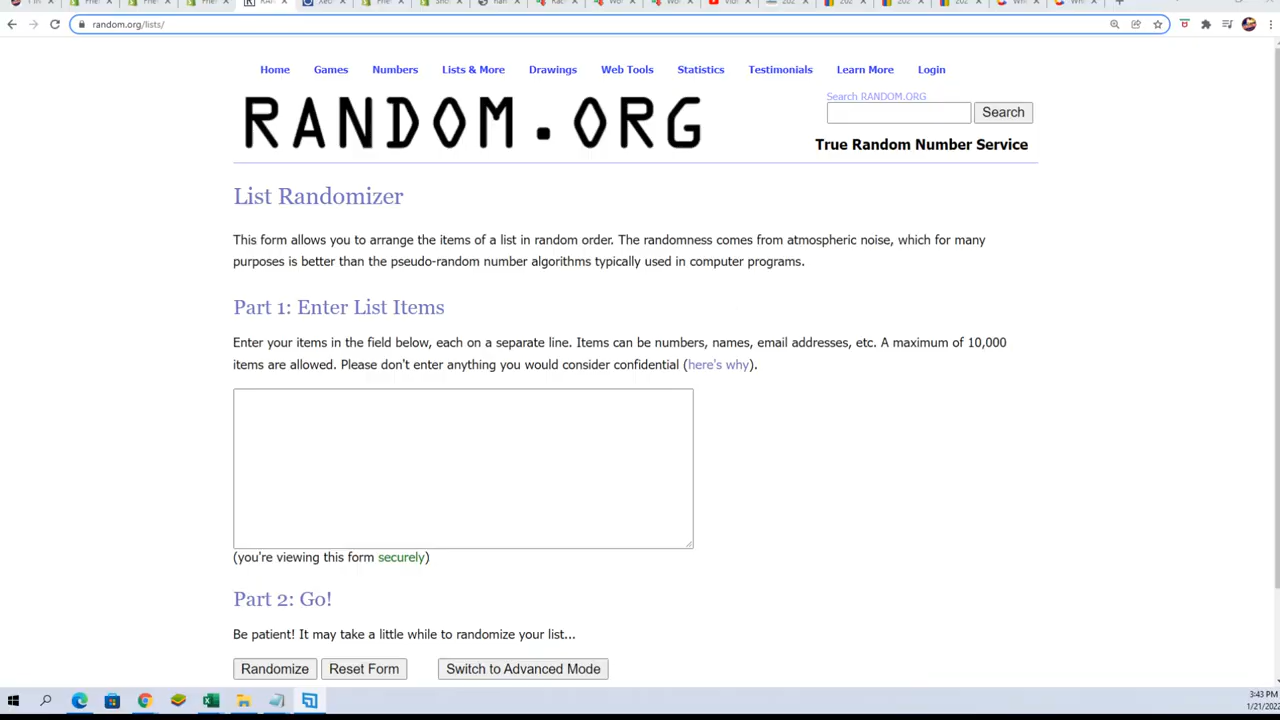 random.org/lists/
Home Games Numbers Lists & More Drawings Web Tools Statistics Testimonials Learn More Login
RANDOM.ORG
Search RANDOM.ORG
Search
True Random Number Service
List Randomizer
This form allows you to arrange the items of a list in random order. The randomness comes from atmospheric noise, which for many
purposes is better than the pseudo-random number algorithms typically used in computer programs.
Part 1: Enter List Items
Enter your items in the field below, each on a separate line. Items can be numbers, names, email addresses, etc. A maximum of 10,000
items are allowed. Please don't enter anything you would consider confidential (here's why).
(you're viewing this form securely)
Part 2: Go!
Be patient! It may take a little while to randomize your list...
Randomize Reset Form Switch to Advanced Mode
3:43 PM